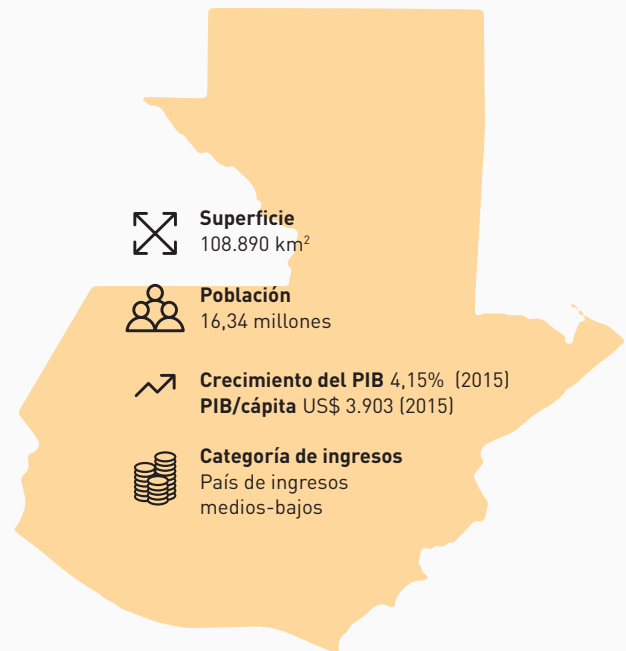 Superficie
108.890 km²
Población
16,34 millones
Crecimiento del PIB 4,15% (2015)
PIB/cápita US$ 3.903 (2015)
Categoría de ingresos
País de ingresos
medios-bajos